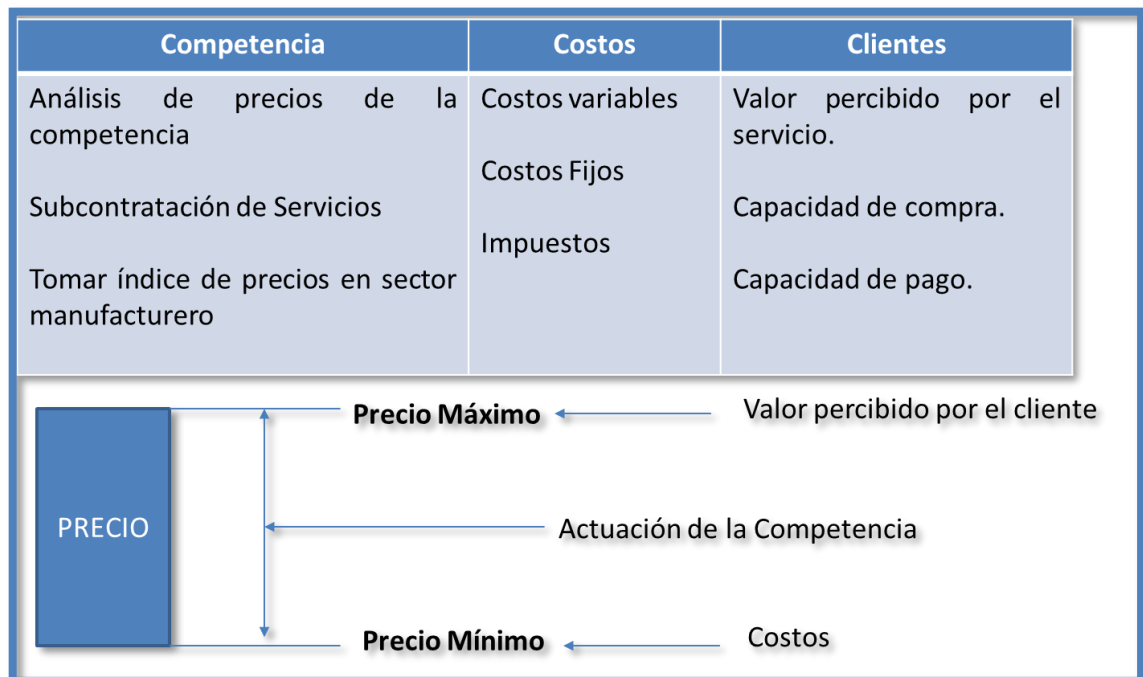 Competencia
Costos
Clientes
Análisis de precios de la
competencia
Subcontratación de Servicios
Tomar índice de precios en sector
manufacturero
Costos variables
Costos Fijos
Impuestos
Valor percibido por el
servicio.
Capacidad de compra.
Capacidad de pago.
PRECIO
Precio Máximo
Valor percibido por el cliente
Actuación de la Competencia
Precio Mínimo
Costos